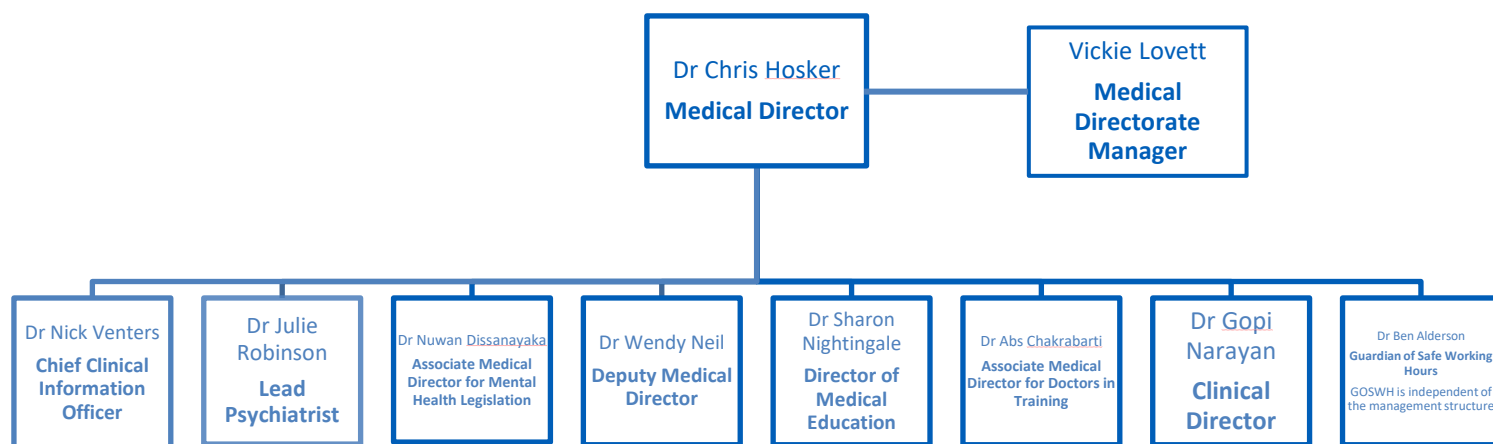 Dr Chris Hosker
Medical Director
Vickie Lovett
Medical
Directorate
Manager
Dr Nick Venters
Chief Clinical
Information
Officer
Dr Julie
Robinson
Lead
Psychiatrist
Dr Nuwan Dissanayaka
Associate Medical
Director for Mental
Health Legislation
Dr Wendy Neil
Deputy Medical
Director
Dr Sharon
Nightingale
Director of
Medical
Education
Dr Abs Chakrabarti
Associate Medical
Director for Doctors in
Training
Dr Gopi
Narayan
Clinical
Director
Dr Ben Alderson
Guardian of Safe Working
Hours
GOSWH is independent of
the management structure